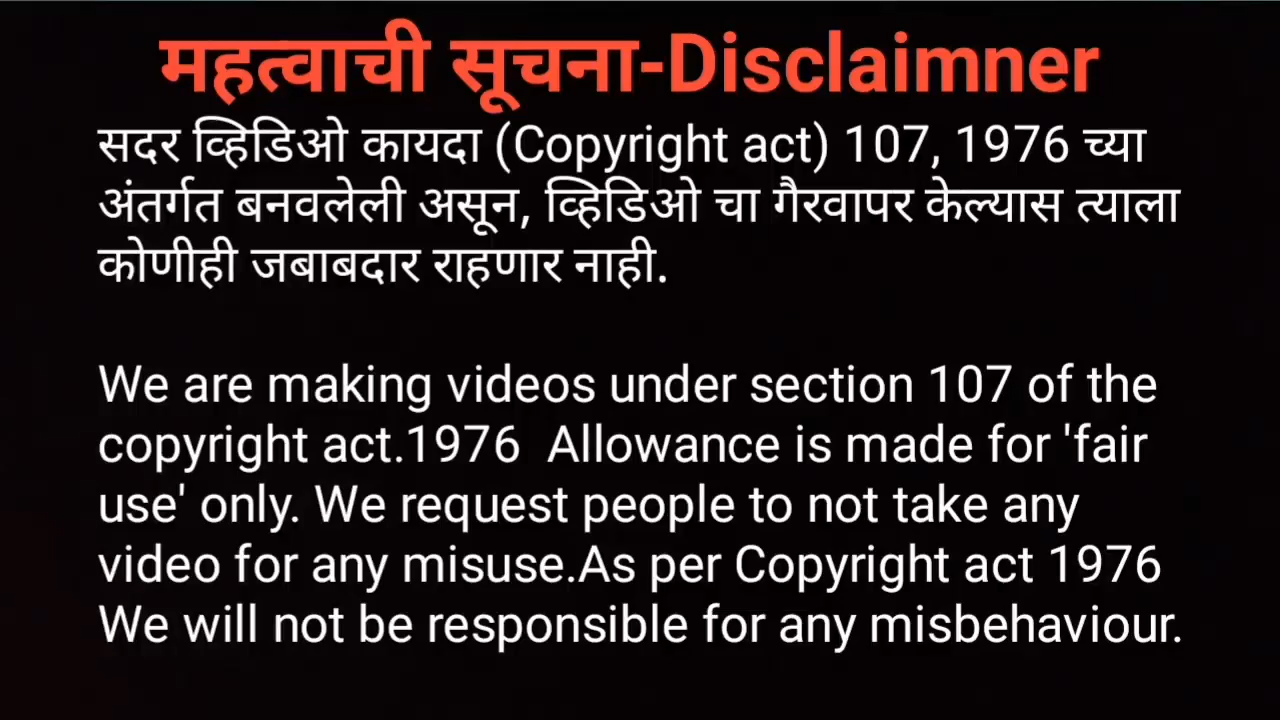 महत्वाची सूचना-Disclaimner
सदर व्हिडिओ कायदा (Copyright act) 107, 1976 च्या
अंतर्गत बनवलेली असून, व्हिडिओ चा गैरवापर केल्यास त्याला
कोणीही जबाबदार राहणार नाही.
We are making videos under section 107 of the
copyright act.1976  Allowance is made for 'fair
use' only. We request people to not take any
video for any misuse.As per Copyright act 1976
We will not be responsible for any misbehaviour.